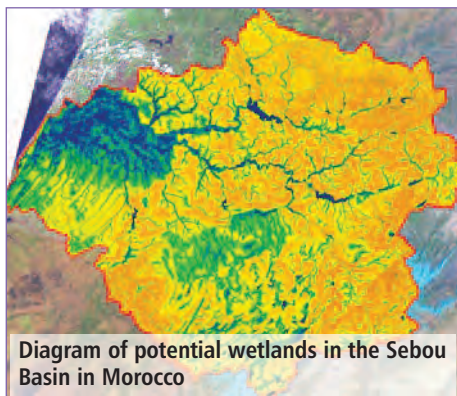 Diagram of potential wetlands in the Sebou
Basin in Morocco